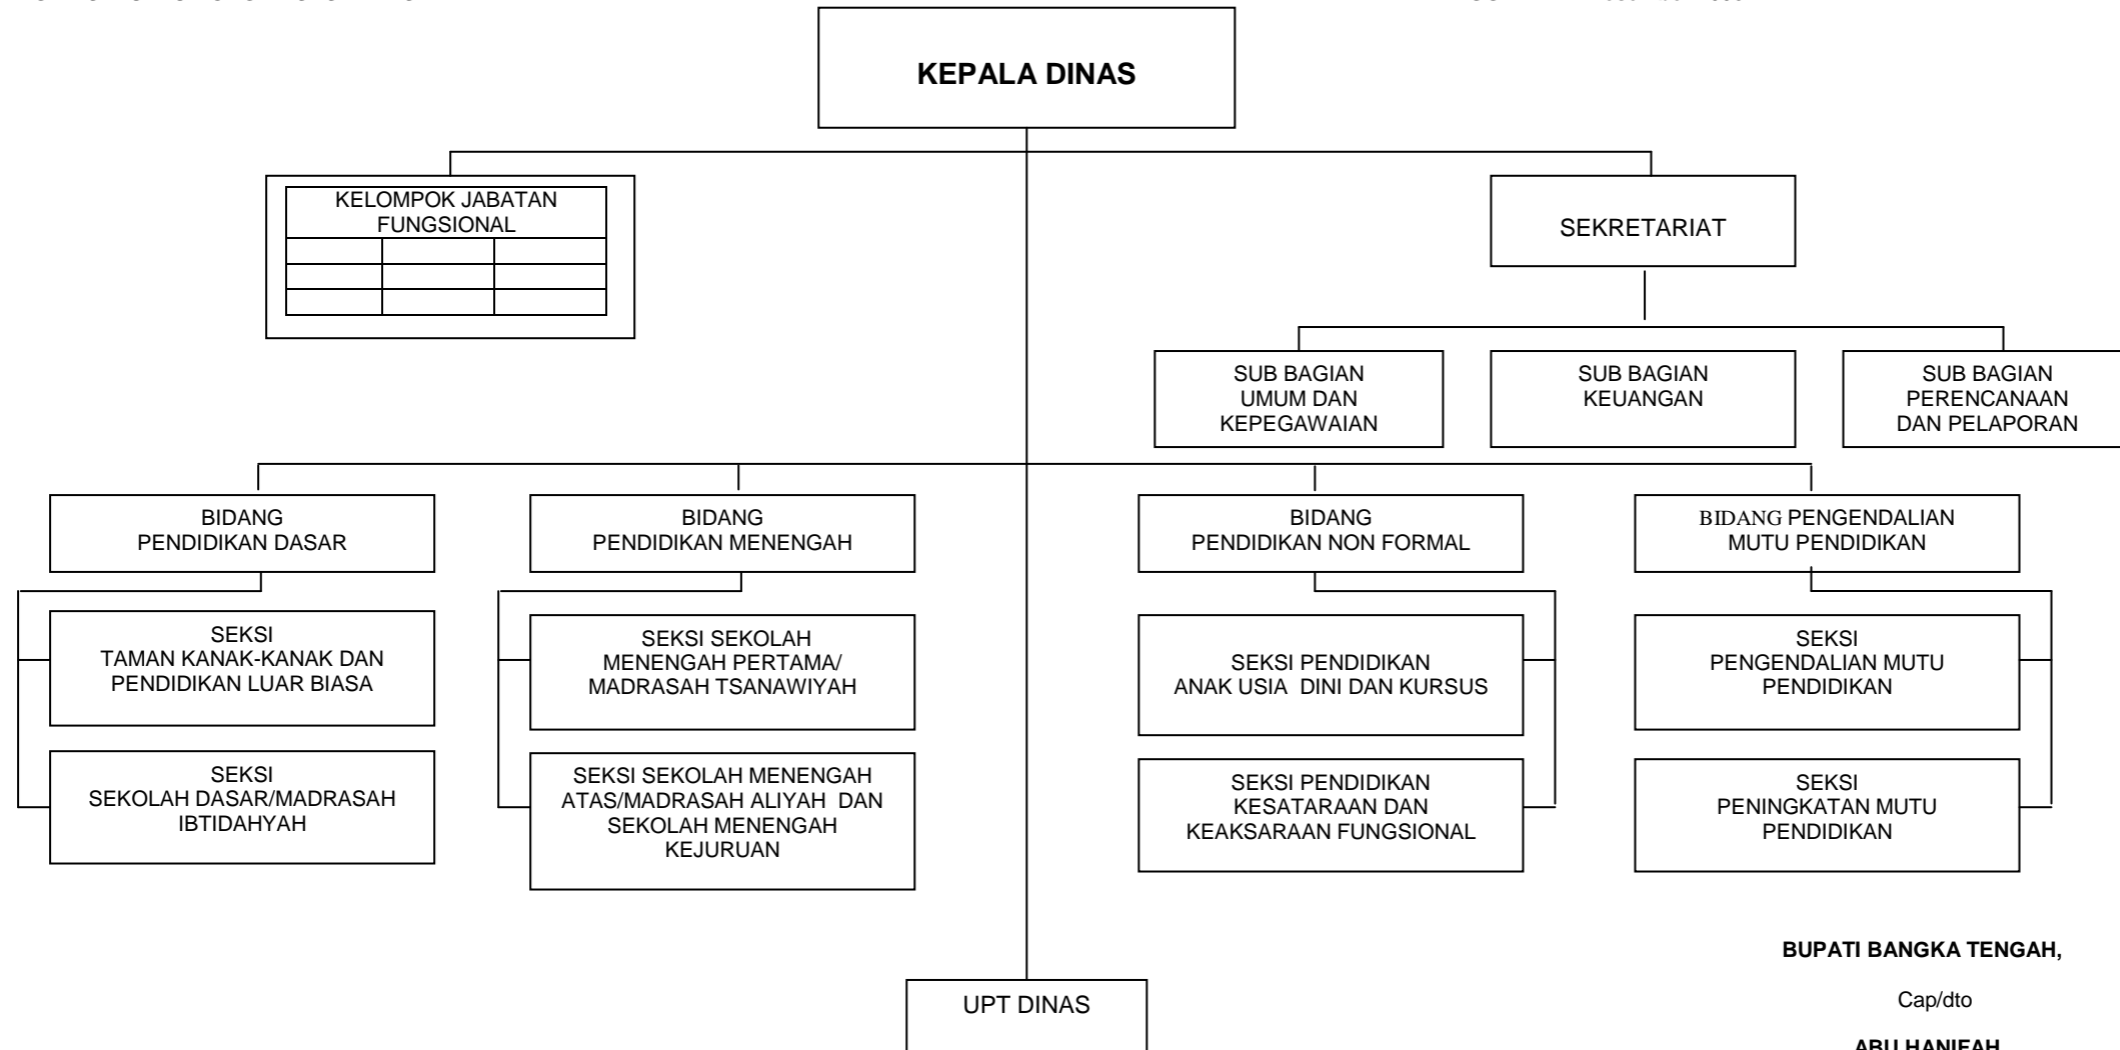 KEPALA DINAS
KELOMPOK JABATAN
FUNGSIONAL
SEKRETARIAT
SUB BAGIAN
UMUM DAN
KEPEGAWAIAN
SUB BAGIAN
KEUANGAN
SUB BAGIAN
PERENCANAAN
DAN PELAPORAN
BIDANG
PENDIDIKAN DASAR
BIDANG
PENDIDIKAN MENENGAH
BIDANG
PENDIDIKAN NON FORMAL
BIDANG PENGENDALIAN
MUTU PENDIDIKAN
SEKSI
TAMAN KANAK-KANAK DAN
PENDIDIKAN LUAR BIASA
SEKSI SEKOLAH
MENENGAH PERTAMA/
MADRASAH TSANAWIYAH
SEKSI PENDIDIKAN
ANAK USIA  DINI DAN KURSUS
SEKSI
PENGENDALIAN MUTU
PENDIDIKAN
SEKSI
SEKOLAH DASAR/MADRASAH
IBTIDAHYAH
SEKSI SEKOLAH MENENGAH
ATAS/MADRASAH ALIYAH  DAN
SEKOLAH MENENGAH
KEJURUAN
SEKSI PENDIDIKAN
KESATARAAN DAN
KEAKSARAAN FUNGSIONAL
SEKSI
PENINGKATAN MUTU
PENDIDIKAN
UPT DINAS
BUPATI BANGKA TENGAH,
Cap/dto
ABU HANIFAH